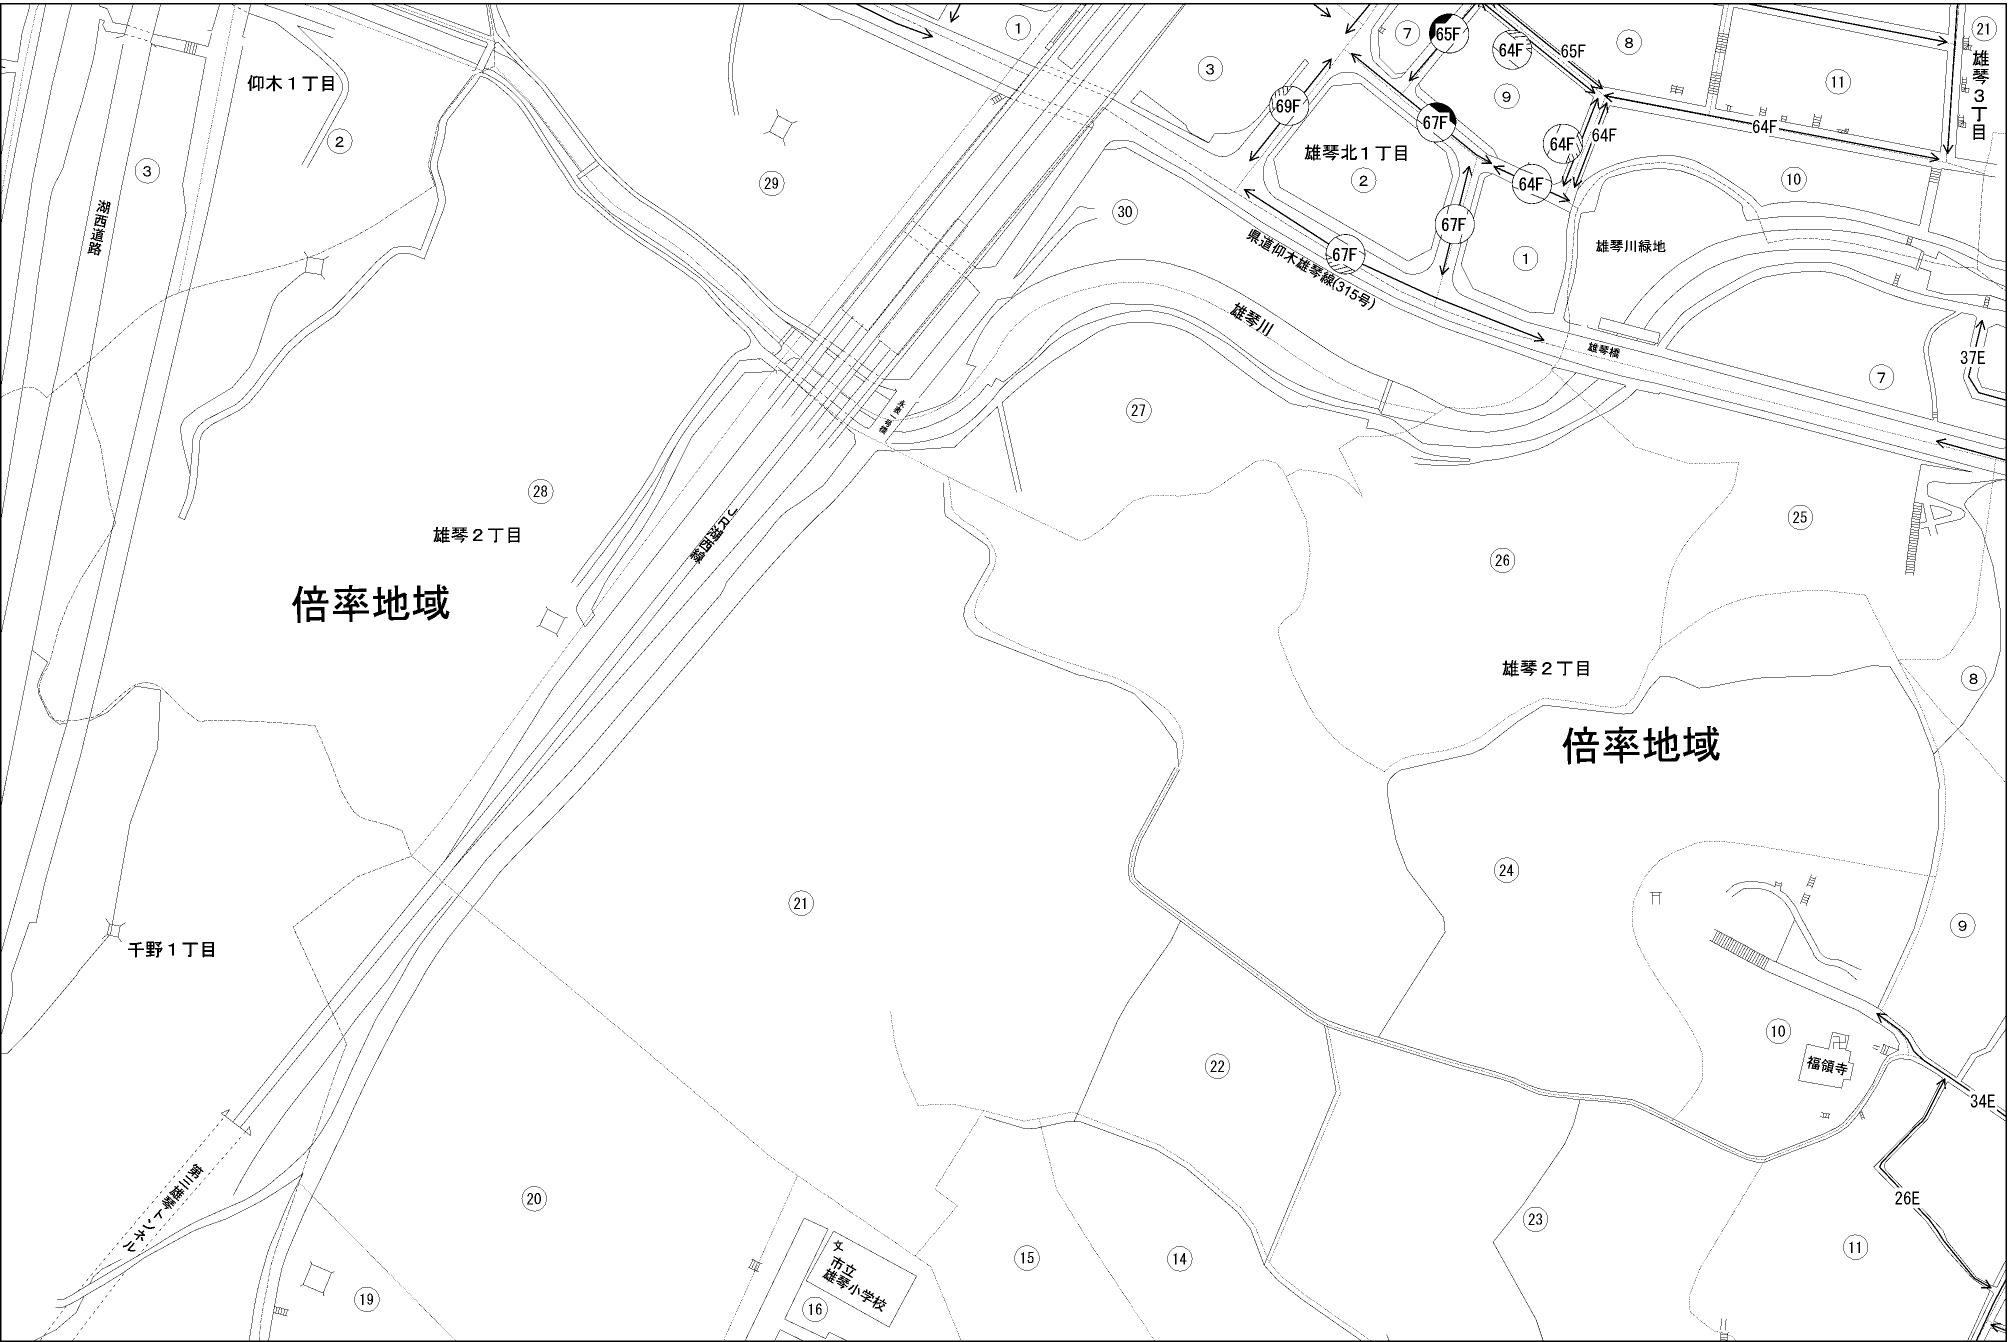 1
7
65F
64F
65F
8
21
雄琴3丁目
仰木1丁目
3
69F
9
11
2
67F
64F
64F
64F
3
29
雄琴北1丁目
2
64F
10
湖西道路
30
67F
雄琴川緑地
67F
1
県道仰木雄琴線(315号)
雄琴川
雄琴橋
37E
7
27
28
雄琴2丁目
JR湖西線
25
26
倍率地域
雄琴2丁目
8
倍率地域
24
21
9
千野1丁目
10
福領寺
22
34E
第三雄琴トンネル
20
26E
23
市立
雄琴小学校
15
14
11
19
16